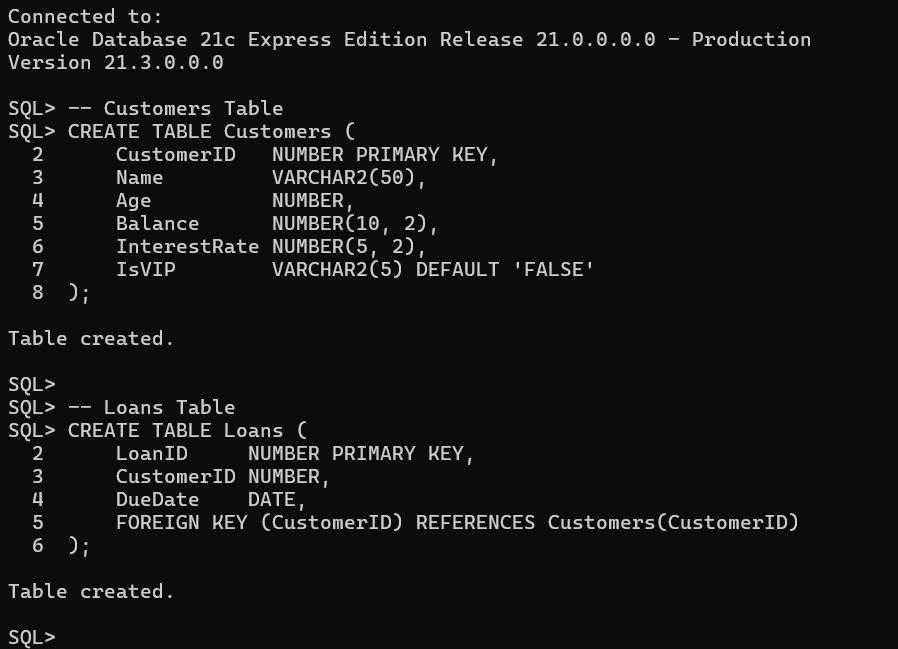 Connected to:
Oracle Database 21c Express Edition Release 21.0.0.0.0 - Production
Version 21.3.0.0.0

SQL> -- Customers Table
SQL> CREATE TABLE Customers (
  2      CustomerID   NUMBER PRIMARY KEY,
  3      Name         VARCHAR2(50),
  4      Age          NUMBER,
  5      Balance      NUMBER(10, 2),
  6      InterestRate NUMBER(5, 2),
  7      IsVIP        VARCHAR2(5) DEFAULT 'FALSE'
  8  );

Table created.

SQL>
SQL> -- Loans Table
SQL> CREATE TABLE Loans (
  2      LoanID     NUMBER PRIMARY KEY,
  3      CustomerID NUMBER,
  4      DueDate    DATE,
  5      FOREIGN KEY (CustomerID) REFERENCES Customers(CustomerID)
  6  );

Table created.

SQL>